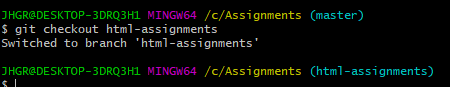 JHGR@DESKTOP-3DRQ3H1 MINGW64 /c/Assignments (master)
$ git checkout html-assignments
Switched to branch 'html-assignments'
JHGR@DESKTOP-3DRQ3H1 MINGW64 /c/Assignments (html-assignments)
$